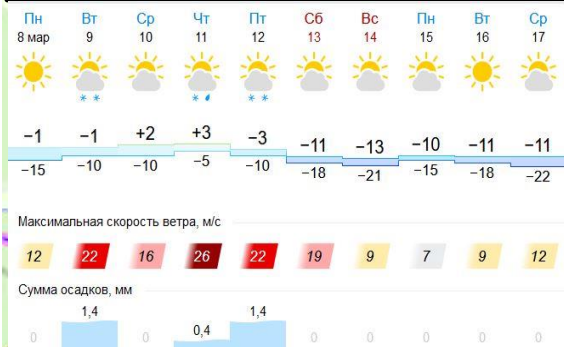 Пн Вт Ср Чт Пт Сб Вс Пн Вт Ср
8 мар 9 10 11 12 13 14 15 16 17
−1 −1 +2 +3 −3 −11 −13 −10 −11 −11
−15 −10 −10 −5 −10 −18 −21 −15 −18 −22
Максимальная скорость ветра, м/с
12 22 16 26 22 19 9 7 9 12
Сумма осадков, мм
0 1,4 0 0,4 1,4 0 0 0 0 0